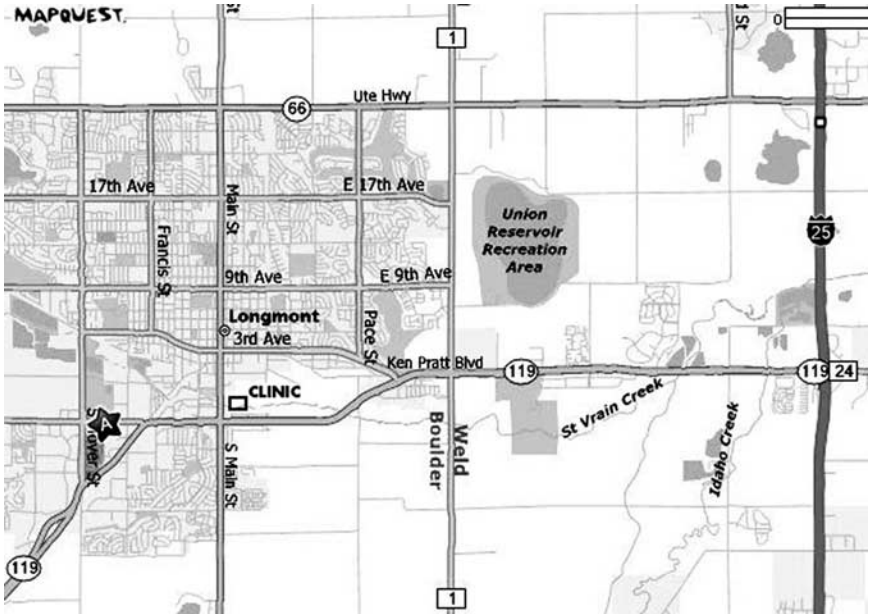 MAPQUEST.
St
1
d St
0
66
Ute Hwy
17th Ave
E 17th Ave
Main St
Francis St
Union
Reservoir
Recreation
Area
25
9th Ave
E 9th Ave
Longmont
3rd Ave
Pace St
Ken Pratt Blvd
119
119
24
CLINIC
A
St Vrain Creek
Idaho Creek
Boulder
Weld
S Main St
119
1